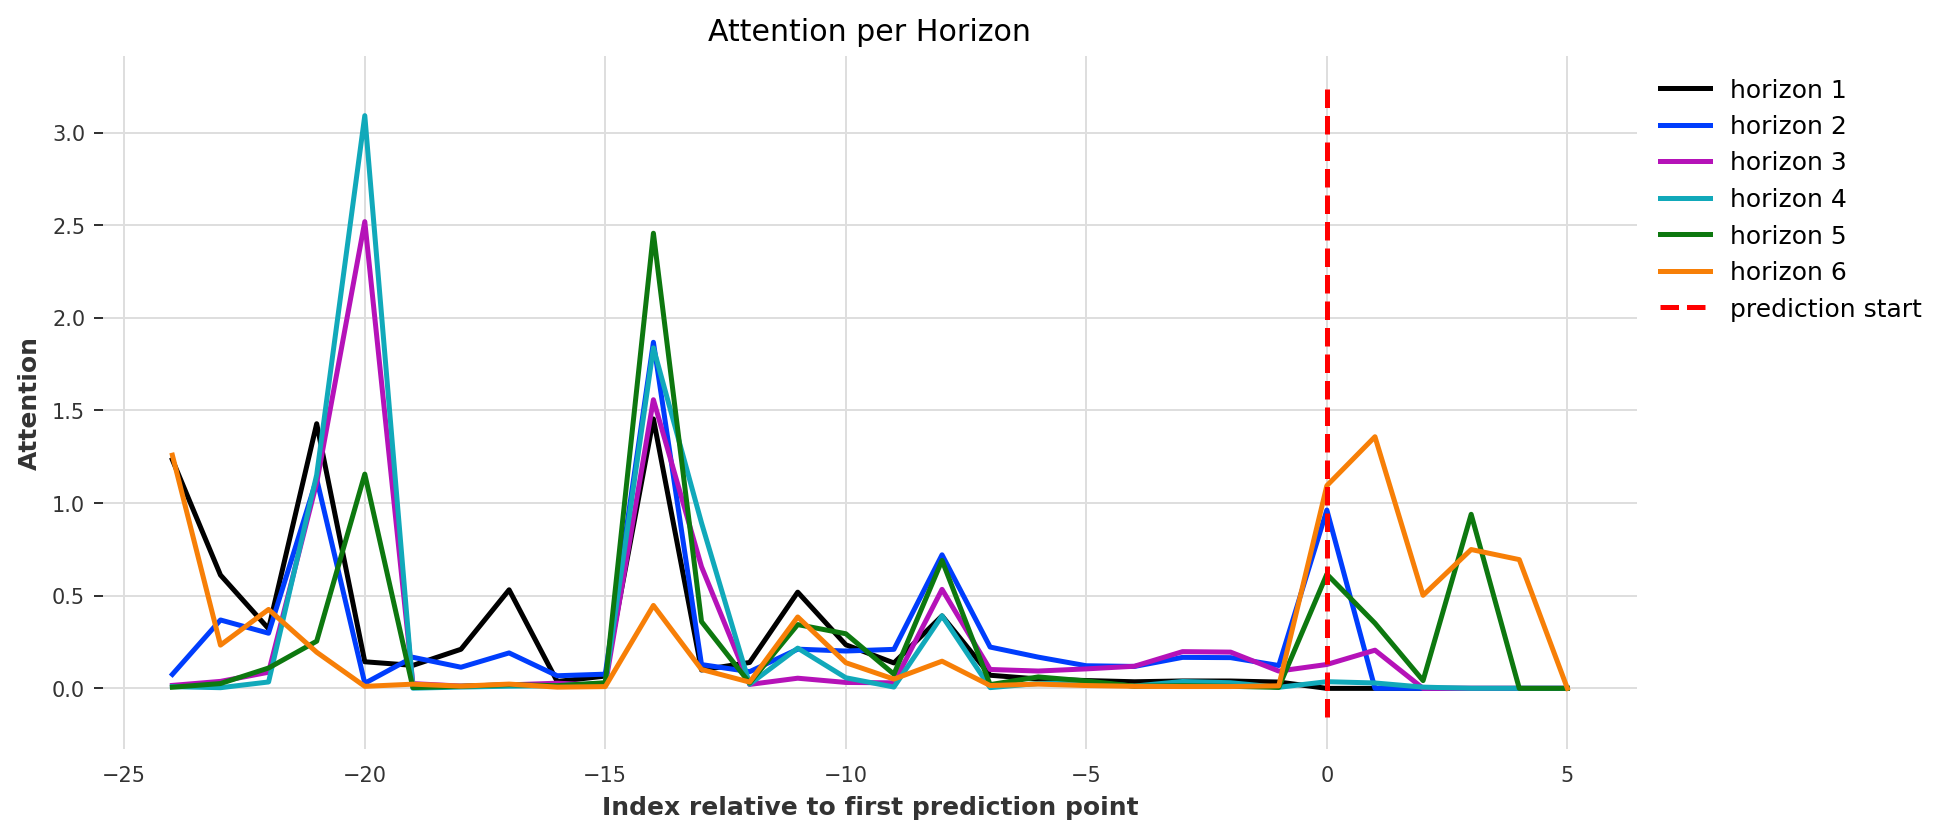 Attention per Horizon
3.0
2.5
2.0
1.5
1.0
0.5
0.0
Attention
−25
−20
−15
−10
−5
0
5
Index relative to first prediction point
horizon 1
horizon 2
horizon 3
horizon 4
horizon 5
horizon 6
prediction start